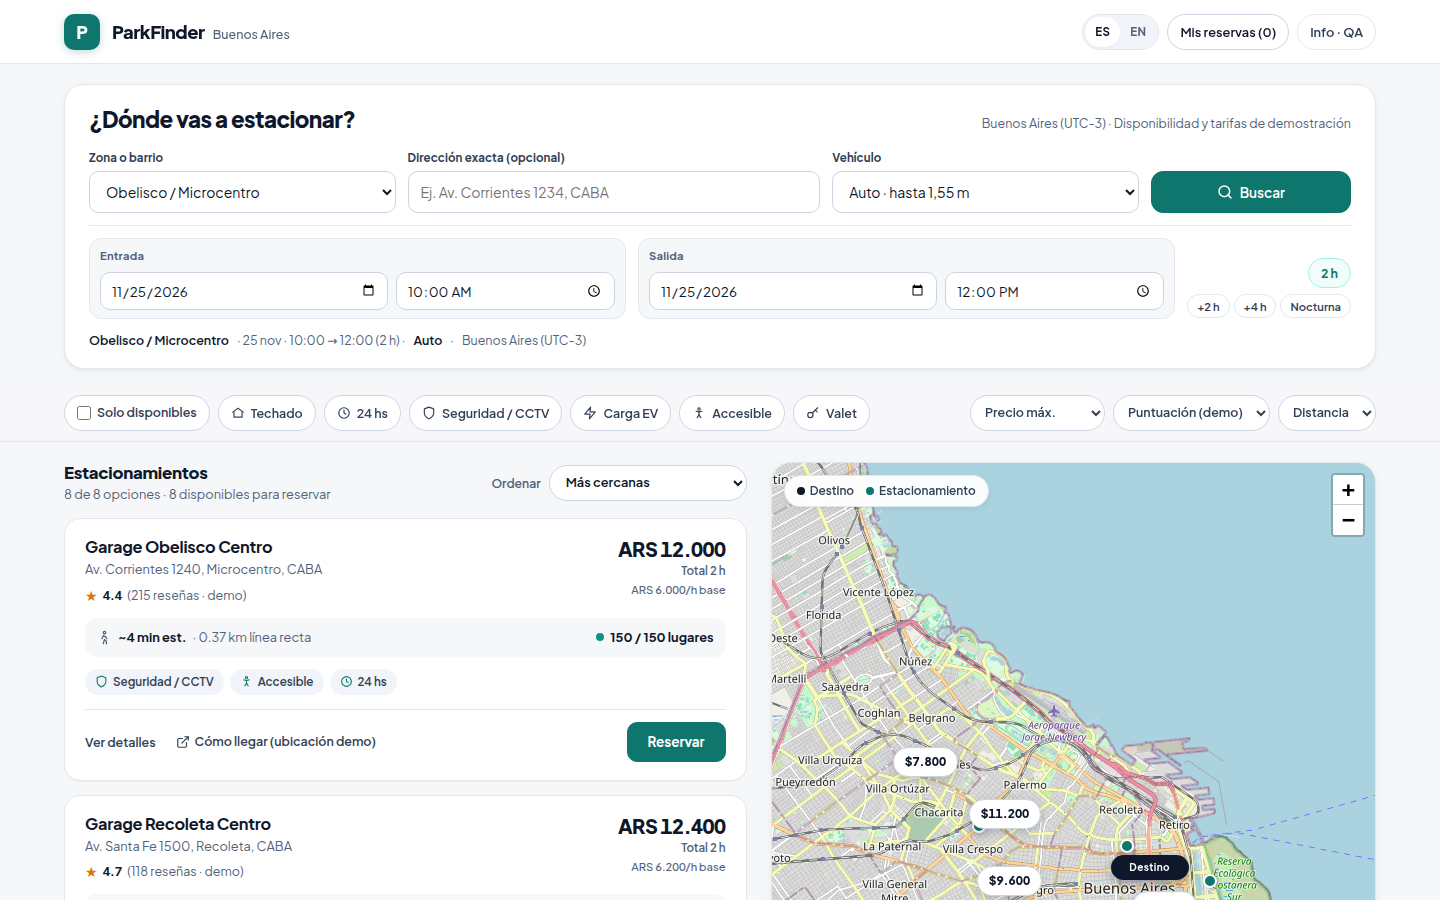 P
ParkFinder Buenos Aires
ES EN
Mis reservas (0)
Info · QA
¿Dónde vas a estacionar?
Buenos Aires (UTC-3) · Disponibilidad y tarifas de demostración
Zona o barrio
Dirección exacta (opcional)
Vehículo
Obelisco / Microcentro
Ej. Av. Corrientes 1234, CABA
Auto · hasta 1,55 m
Buscar
Entrada
Salida
11/25/2026
10:00 AM
11/25/2026
12:00 PM
2 h
+2 h
+4 h
Nocturna
Obelisco / Microcentro · 25 nov · 10:00 → 12:00 (2 h) · Auto · Buenos Aires (UTC-3)
Solo disponibles
Techado
24 hs
Seguridad / CCTV
Carga EV
Accesible
Valet
Precio máx.
Puntuación (demo)
Distancia
Estacionamientos
8 de 8 opciones · 8 disponibles para reservar
Ordenar
Más cercanas
Garage Obelisco Centro
Av. Corrientes 1240, Microcentro, CABA
★ 4.4 (215 reseñas · demo)
ARS 12.000
Total 2 h
ARS 6.000/h base
~4 min est. · 0.37 km línea recta
150 / 150 lugares
Seguridad / CCTV
Accesible
24 hs
Ver detalles
Cómo llegar (ubicación demo)
Reservar
Garage Recoleta Centro
Av. Santa Fe 1500, Recoleta, CABA
★ 4.7 (118 reseñas · demo)
ARS 12.400
Total 2 h
ARS 6.200/h base
Destino
Estacionamiento
+
−
Olivos
Vicente López
Florida
Oeste
Núñez
Martelli
Saavedra
Coghlan
Belgrano
Aeroparque
Jorge Newbery
Villa Urquiza
$7.800
les
Pueyrredón
Villa Ortúzar
Palermo
Chacarita
$11.200
Recoleta
Retiro
La Paternal
Villa Crespo
Destino
Reserva
Ecológica
Costanera
Sur
Villa General
Mitre
$9.600
gro
Buenos Aires